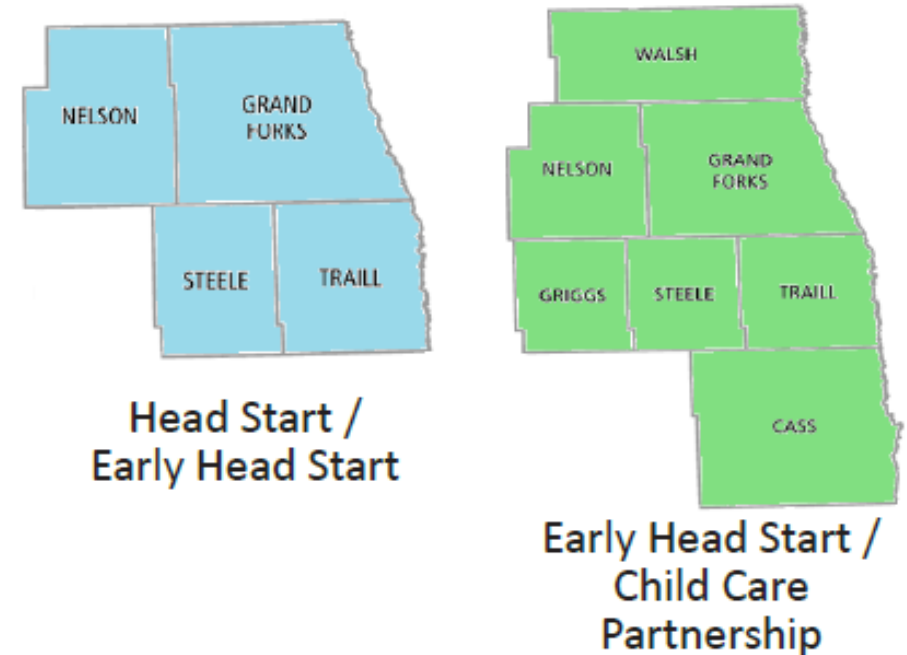 NELSON
GRAND
FORKS
STEELE
TRAILL
Head Start /
Early Head Start
WALSH
NELSON
GRAND
FORKS
GRIGGS
STEELE
TRAILL
CASS
Early Head Start /
Child Care
Partnership